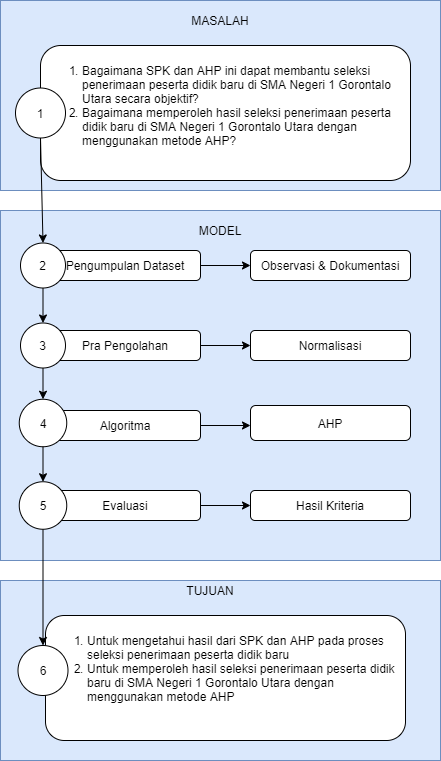 MASALAH
1. Bagaimana SPK dan AHP ini dapat membantu seleksi
penerimaan peserta didik baru di SMA Negeri 1 Gorontalo
Utara secara objektif?
1
2. Bagaimana memperoleh hasil seleksi penerimaan peserta
didik baru di SMA Negeri 1 Gorontalo Utara dengan
menggunakan metode AHP?
MODEL
2 Pengumpulan Dataset Observasi & Dokumentasi
3 Pra Pengolahan Normalisasi
4 Algoritma AHP
5 Evaluasi Hasil Kriteria
TUJUAN
1. Untuk mengetahui hasil dari SPK dan AHP pada proses
seleksi penerimaan peserta didik baru
6
2. Untuk memperoleh hasil seleksi penerimaan peserta didik
baru di SMA Negeri 1 Gorontalo Utara dengan
menggunakan metode AHP